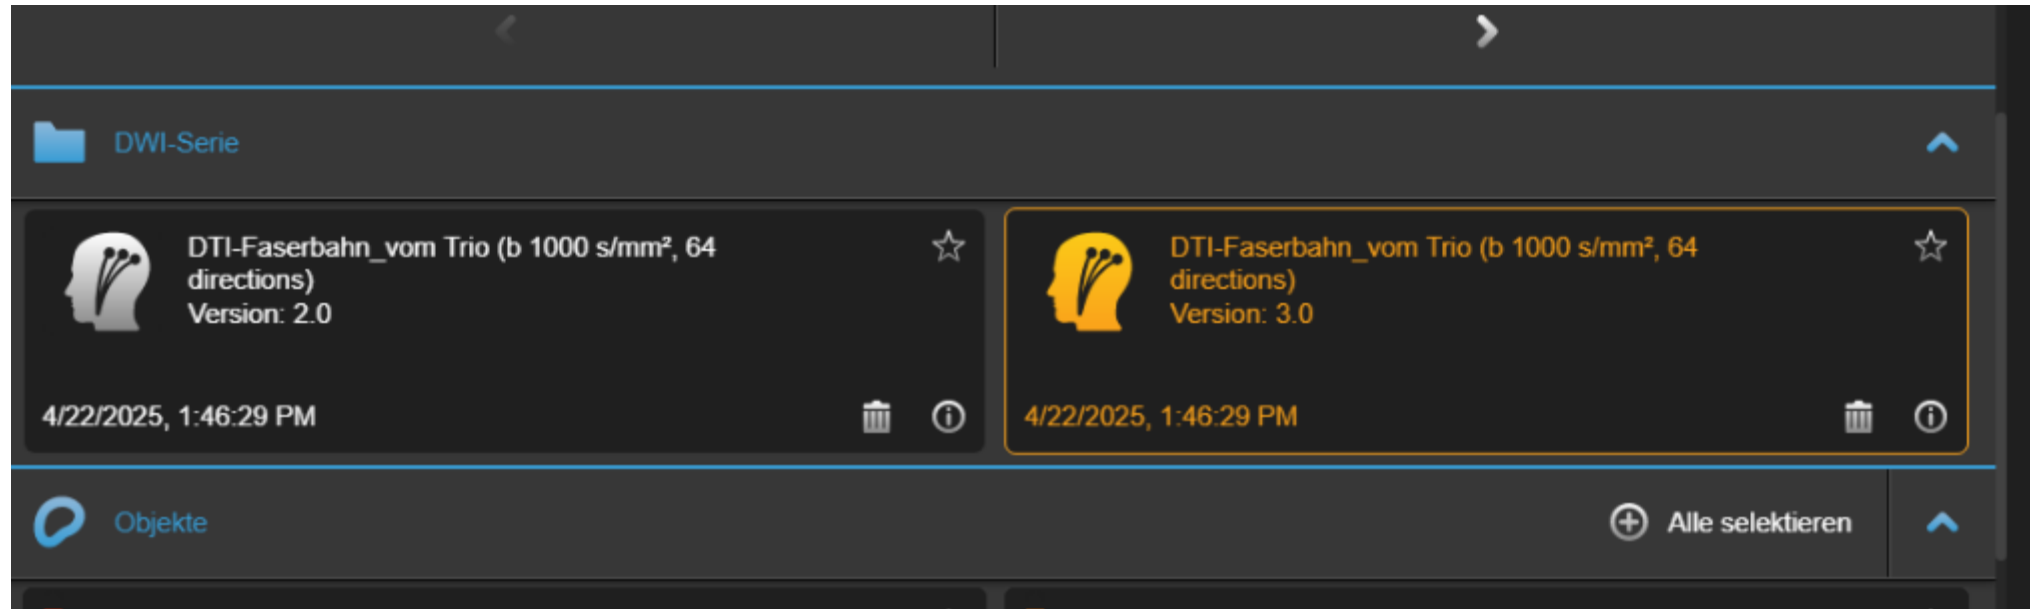 DWI-Serie
DTI-Faserbahn_vom Trio (b 1000 s/mm², 64
directions)
Version: 2.0
4/22/2025, 1:46:29 PM
DTI-Faserbahn_vom Trio (b 1000 s/mm², 64
directions)
Version: 3.0
4/22/2025, 1:46:29 PM
Objekte
Alle selektieren